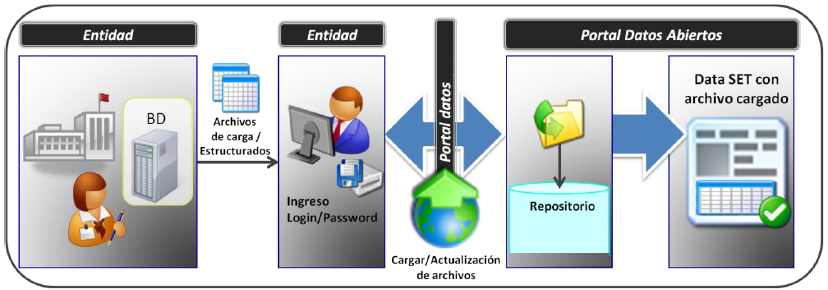 Entidad
Entidad
Portal Datos Abiertos
BD
Archivos
de carga /
Estructurados
Ingreso
Login/Password
Portal datos
Cargar/Actualización
de archivos
Repositorio
Data SET con
archivo cargado